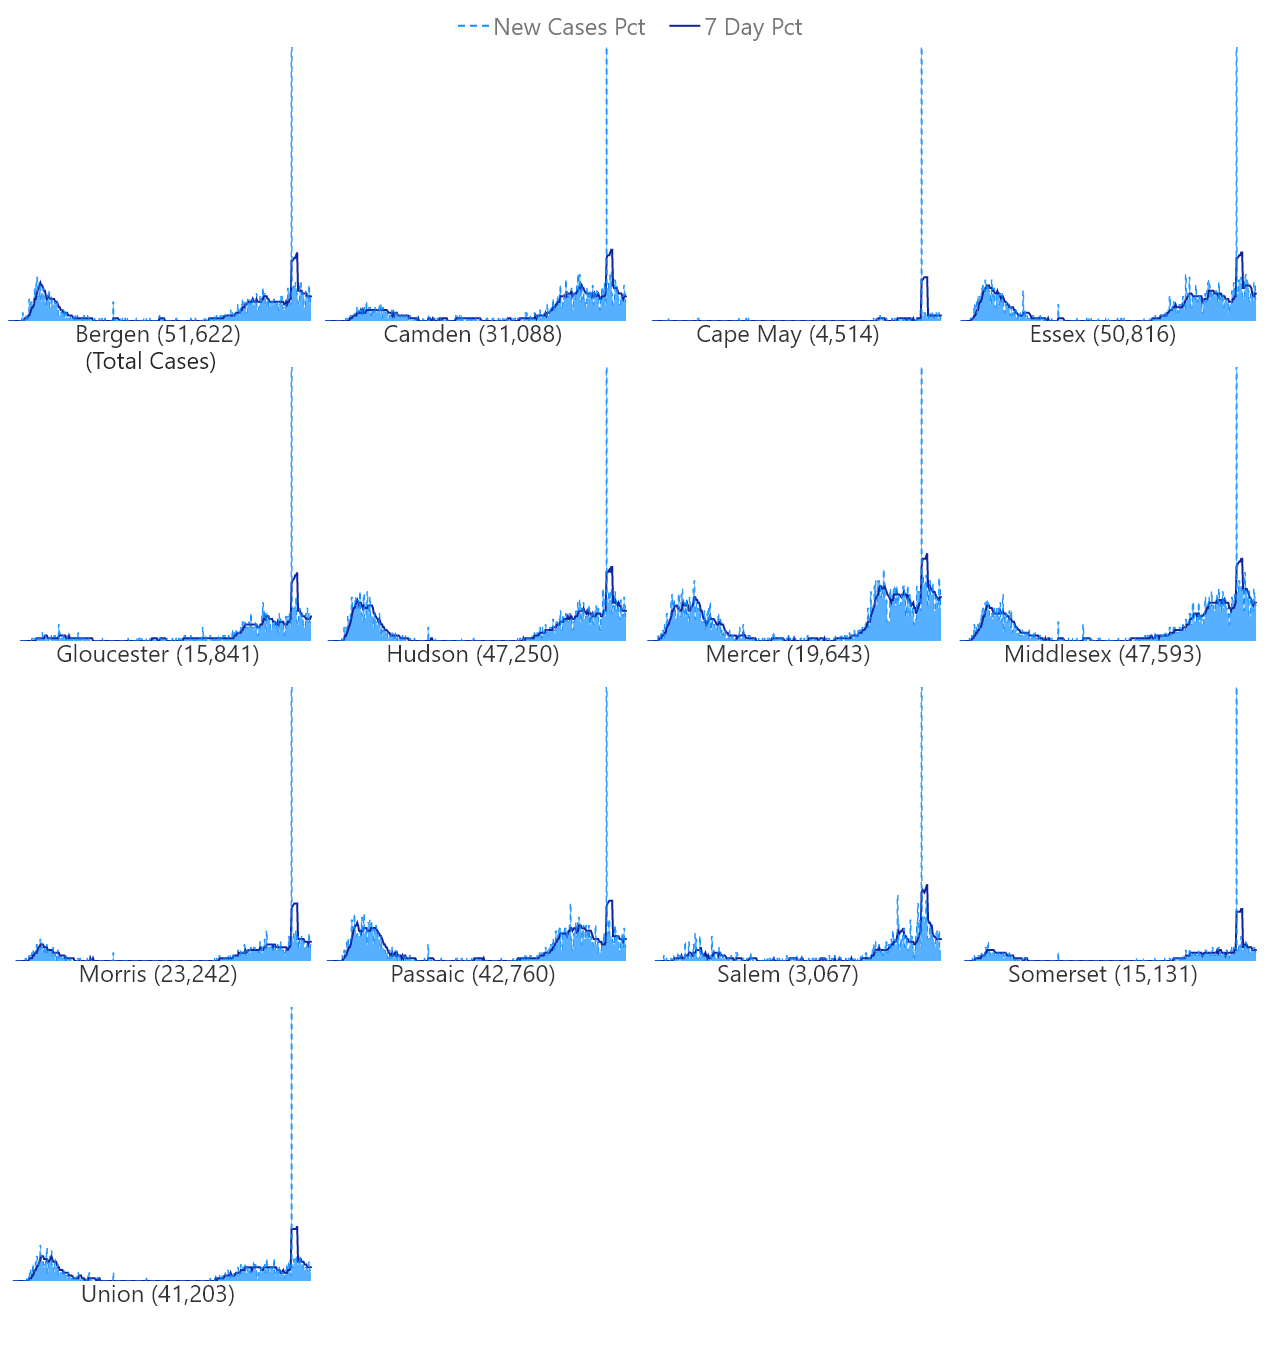 New Cases Pct 7 Day Pct
Bergen (51,622) Camden (31,088) Cape May (4,514) Essex (50,816)
(Total Cases)
Gloucester (15,841) Hudson (47,250) Mercer (19,643) Middlesex (47,593)
Morris (23,242) Passaic (42,760) Salem (3,067) Somerset (15,131)
Union (41,203)